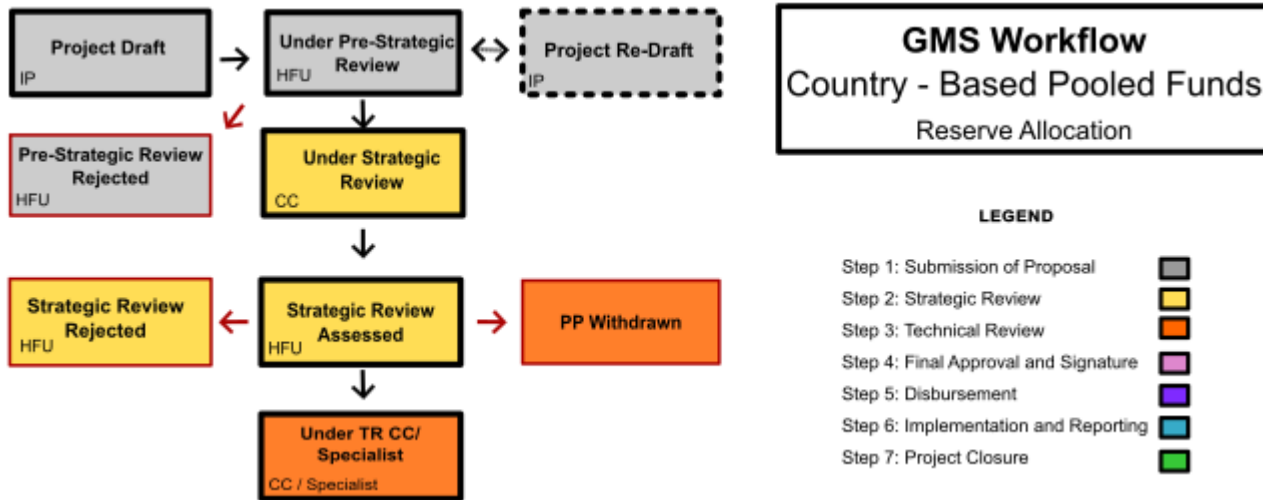 Project Draft
IP
Under Pre-Strategic
Review
HFU
Project Re-Draft
IP
GMS Workflow
Country - Based Pooled Funds
Reserve Allocation
Pre-Strategic Review
Rejected
HFU
Under Strategic
Review
CC
Strategic Review
Rejected
HFU
Strategic Review
Assessed
HFU
PP Withdrawn
Under TR CC/
Specialist
CC / Specialist
LEGEND
Step 1: Submission of Proposal
Step 2: Strategic Review
Step 3: Technical Review
Step 4: Final Approval and Signature
Step 5: Disbursement
Step 6: Implementation and Reporting
Step 7: Project Closure